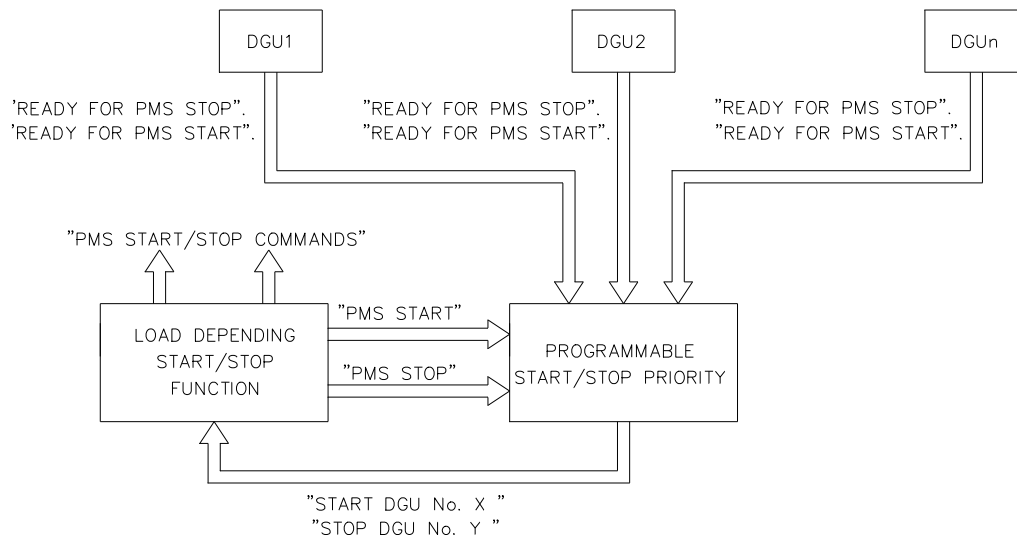 DGU1
DGU2
DGUn
'READY FOR PMS STOP".
'READY FOR PMS START".
"READY FOR PMS STOP".
"READY FOR PMS START".
"READY FOR PMS STOP".
"READY FOR PMS START".
"PMS START/STOP COMMANDS"
LOAD DEPENDING
START/STOP
FUNCTION
"PMS START"
"PMS STOP"
PROGRAMMABLE
START/STOP PRIORITY
"START DGU No. X "
"STOP DGU No. Y "